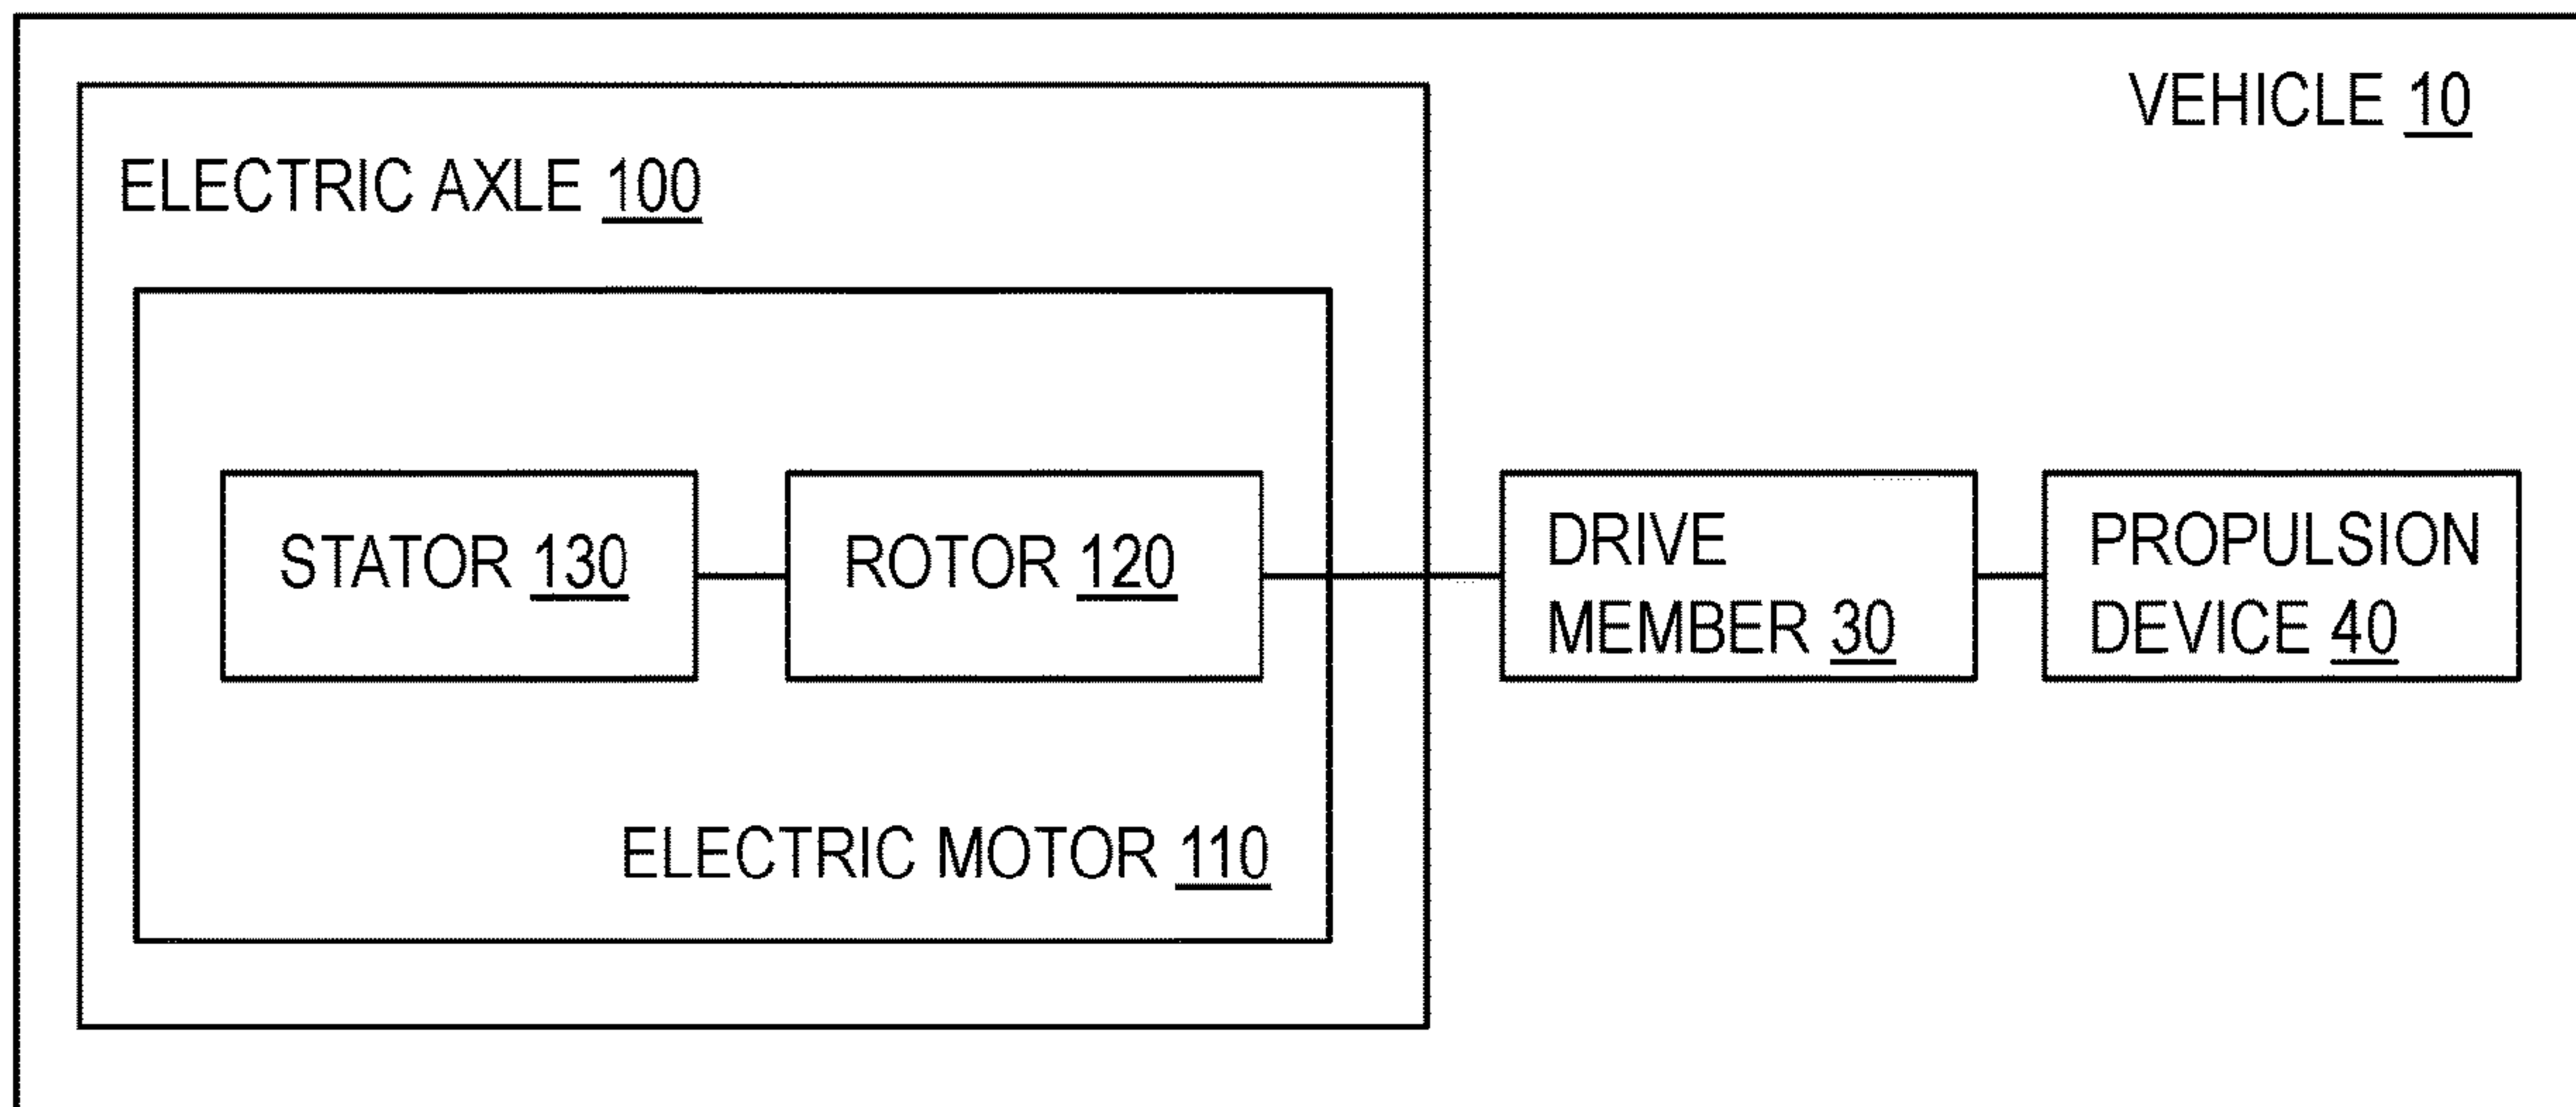 VEHICLE 10
ELECTRIC AXLE 100
STATOR 130
ROTOR 120
DRIVE
MEMBER 30
PROPULSION
DEVICE 40
ELECTRIC MOTOR 110